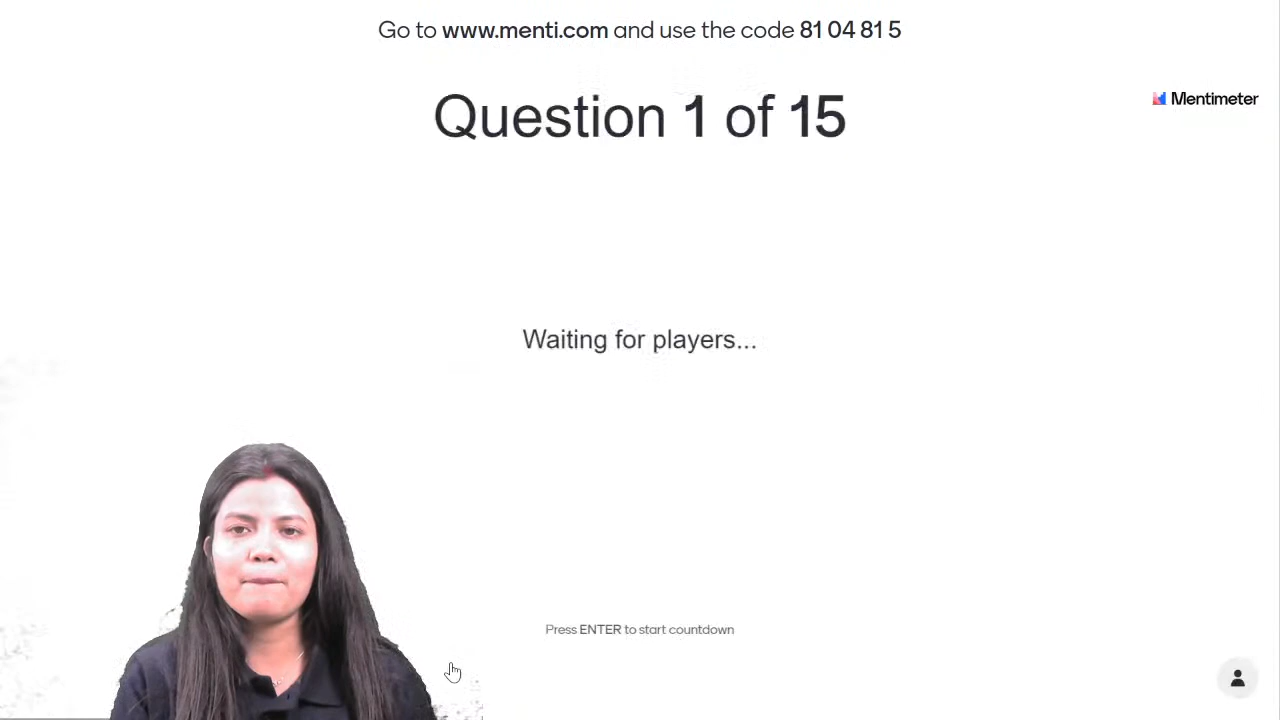 Go to www.menti.com and use the code 81 04 81 5
Question 1 of 15
Mentimeter
Waiting for players...
Press ENTER to start countdown